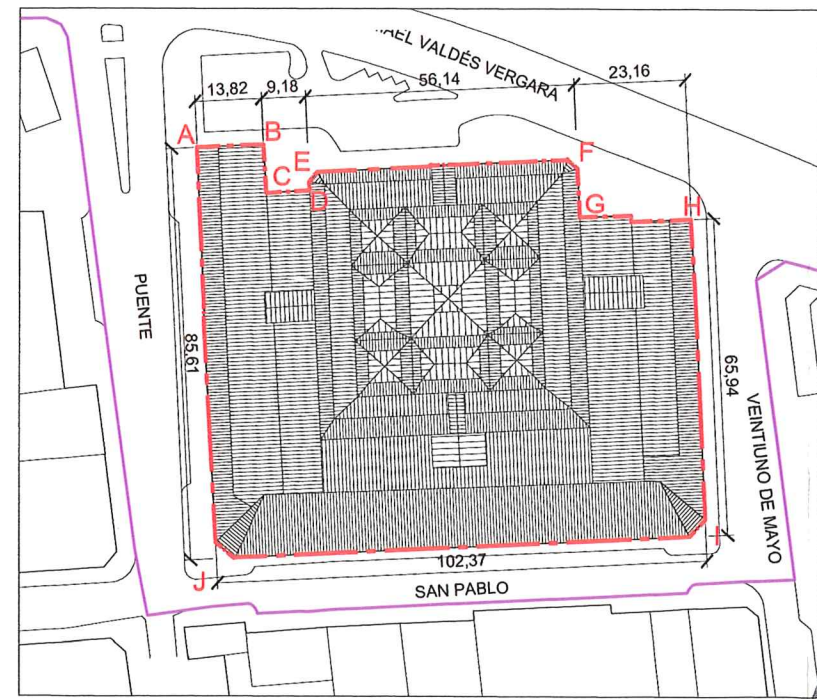 AEL VALDÉS VERGARA
23,16
56,14
13,82
9,18
A
B
E
F
C
D
G
H
PUENTE
85,61
65,94
VEINTIUNO DE MAYO
I
102,37
J
SAN PABLO